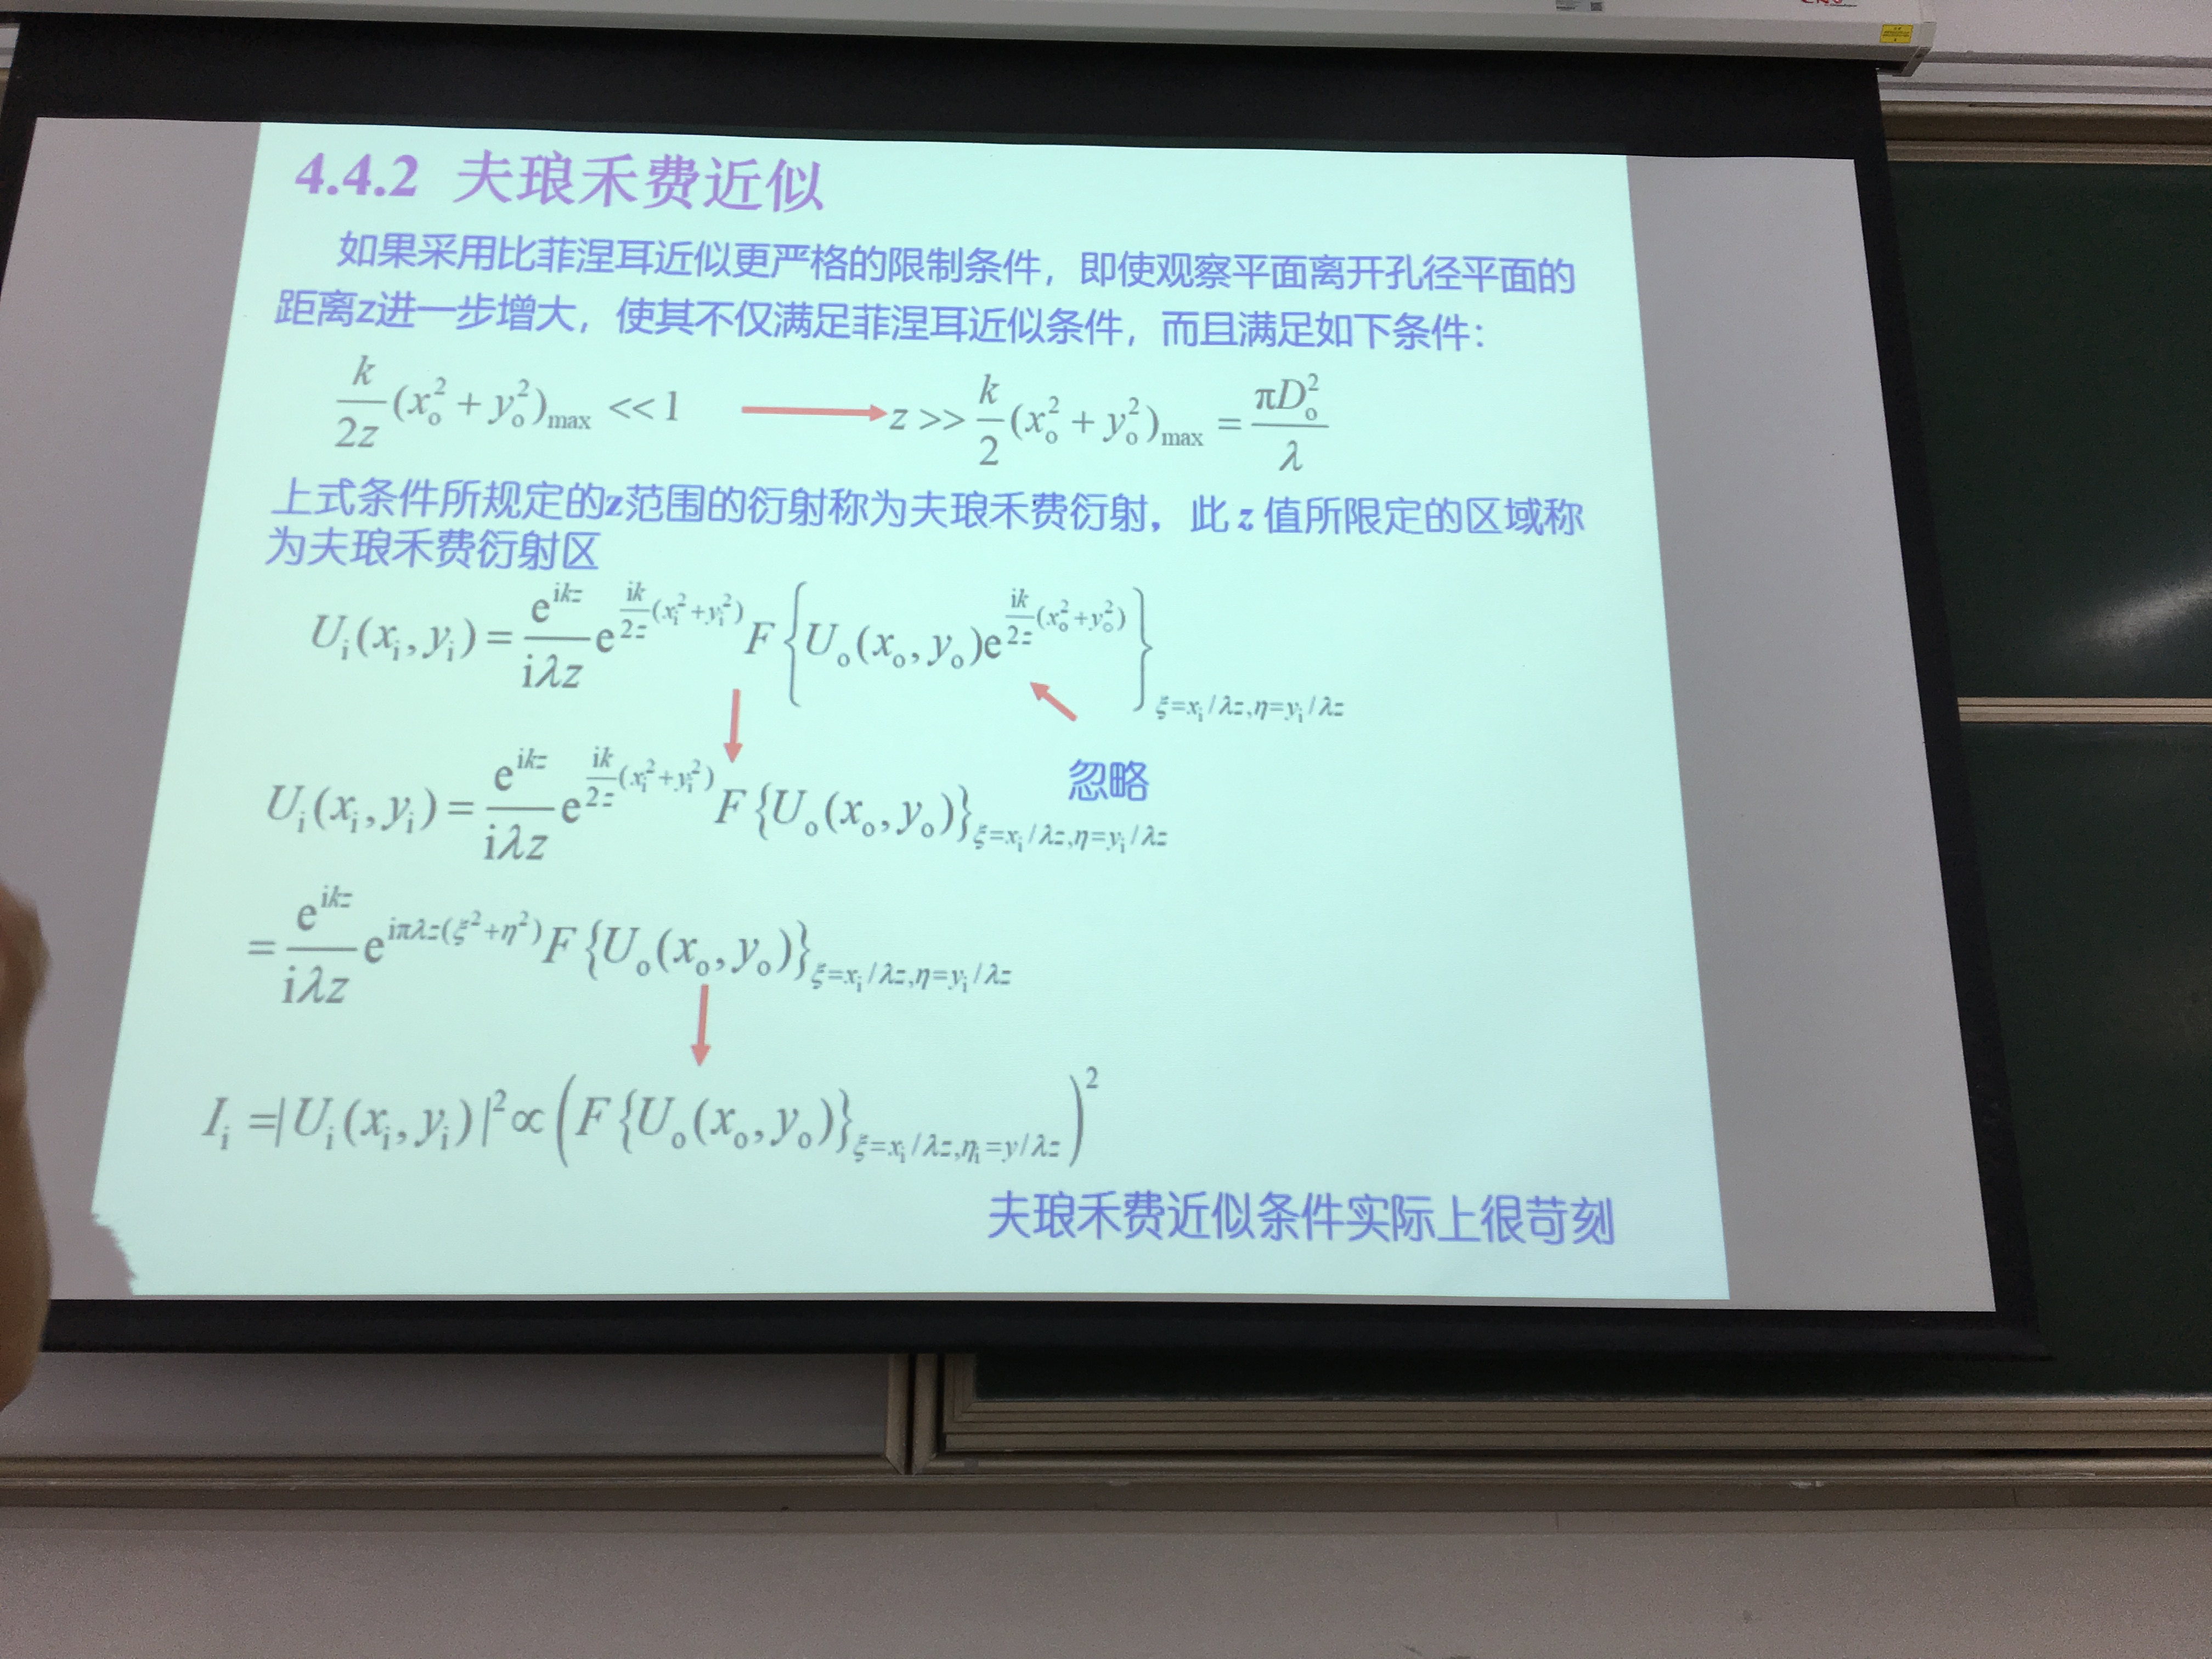 4.4.2 夫琅禾费近似
如果采用比菲涅耳近似更严格的限制条件，即使观察平面离开孔径平面的
距离z进一步增大，使其不仅满足菲涅耳近似条件，而且满足如下条件：
$\frac{k}{2z}(x_o^2+y_o^2)_{\max} << 1$ → $z >> \frac{k}{2}(x_o^2+y_o^2)_{\max} = \frac{\pi D_o^2}{\lambda}$
上式条件所规定的z范围的衍射称为夫琅禾费衍射，此 z 值所限定的区域称
为夫琅禾费衍射区
$U_i(x_i,y_i)=\frac{e^{ikz}}{i\lambda z}e^{\frac{ik}{2z}(x_i^2+y_i^2)}F\left\{U_o(x_o,y_o)e^{\frac{ik}{2z}(x_o^2+y_o^2)}\right\}_{\xi=x_i/\lambda z,\eta=y_i/\lambda z}$
忽略
$U_i(x_i,y_i)=\frac{e^{ikz}}{i\lambda z}e^{\frac{ik}{2z}(x_i^2+y_i^2)}F\{U_o(x_o,y_o)\}_{\xi=x_i/\lambda z,\eta=y_i/\lambda z}$
$=\frac{e^{ikz}}{i\lambda z}e^{i\pi\lambda z(\xi^2+\eta^2)}F\{U_o(x_o,y_o)\}_{\xi=x_i/\lambda z,\eta=y_i/\lambda z}$
$I_i=|U_i(x_i,y_i)|^2\propto\left(F\{U_o(x_o,y_o)\}_{\xi=x_i/\lambda z,\eta_i=y/\lambda z}\right)^2$
夫琅禾费近似条件实际上很苛刻